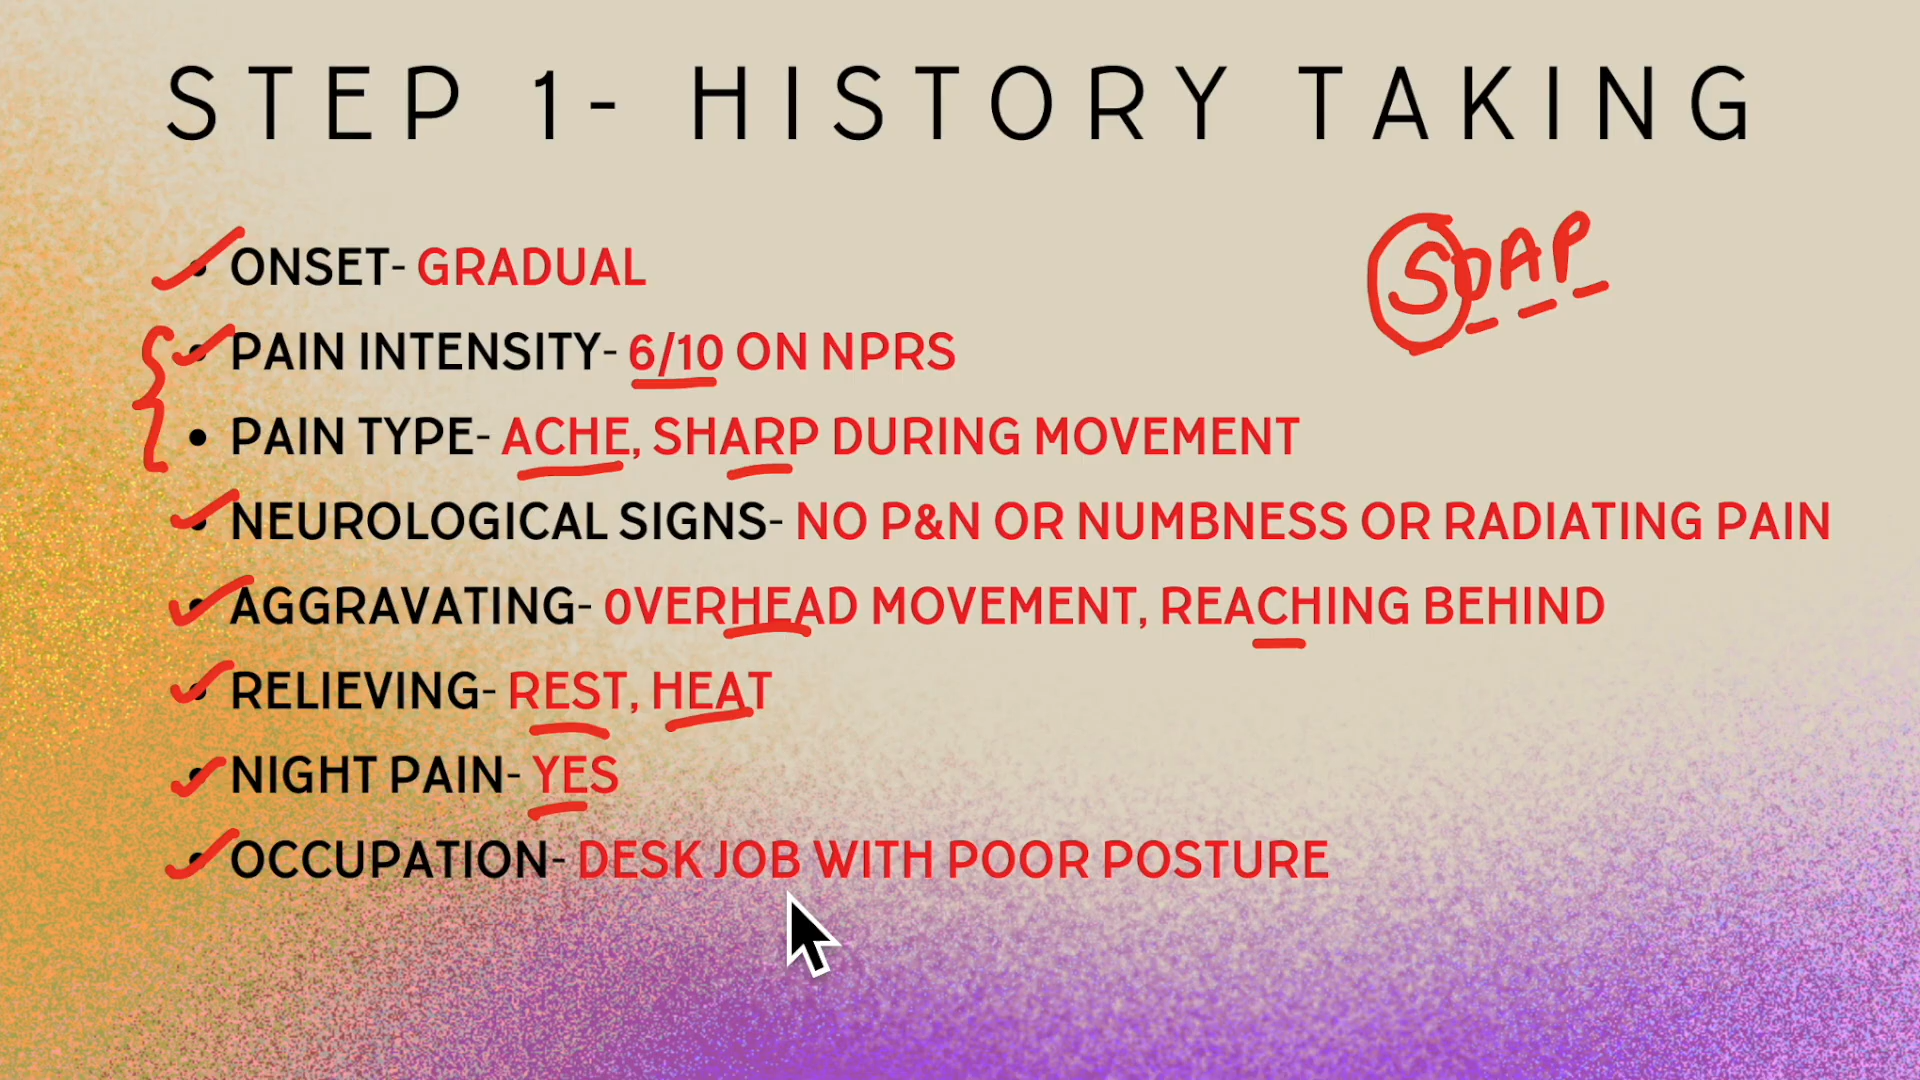 STEP 1- HISTORY TAKING
SOAP
• ONSET- GRADUAL
• PAIN INTENSITY- 6/10 ON NPRS
• PAIN TYPE- ACHE, SHARP DURING MOVEMENT
• NEUROLOGICAL SIGNS- NO P&N OR NUMBNESS OR RADIATING PAIN
• AGGRAVATING- 0VERHEAD MOVEMENT, REACHING BEHIND
• RELIEVING- REST, HEAT
• NIGHT PAIN- YES
• OCCUPATION- DESK JOB WITH POOR POSTURE